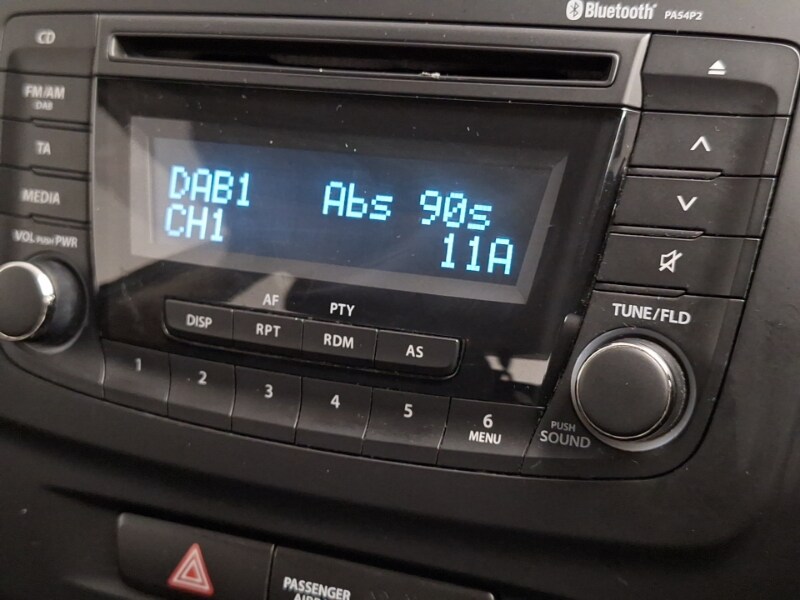 Bluetooth® PA54P2
CD
FM/AM
DAB
TA
MEDIA
VOL PUSH PWR
DAB1 Abs 90s
CH1 11A
AF PTY
DISP RPT RDM AS
1 2 3 4 5 6
MENU
TUNE/FLD
PUSH
SOUND
PASSENGER